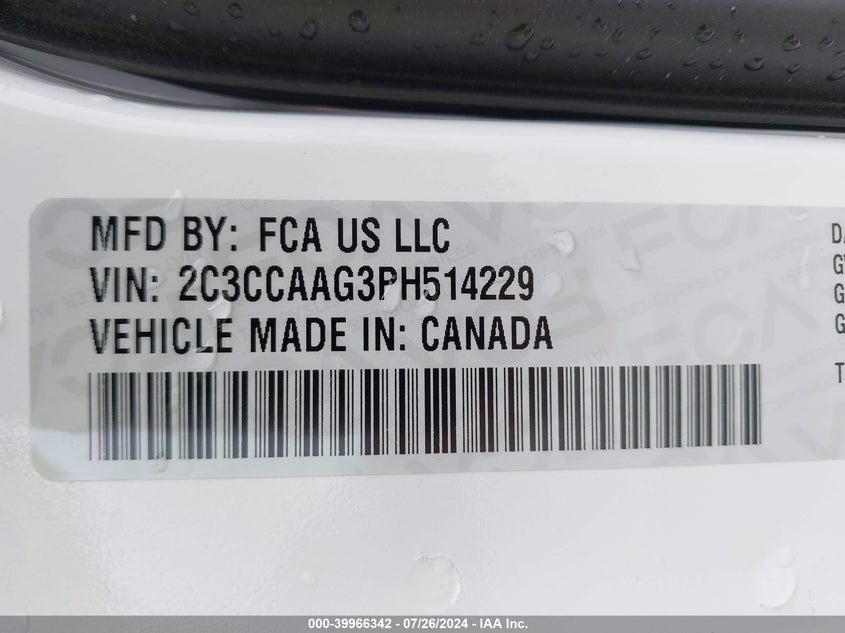 MFD BY: FCA US LLC
VIN: 2C3CCAAG3PH514229
VEHICLE MADE IN: CANADA
G
G
T
000-39966342 - 07/26/2024 - IAA Inc.